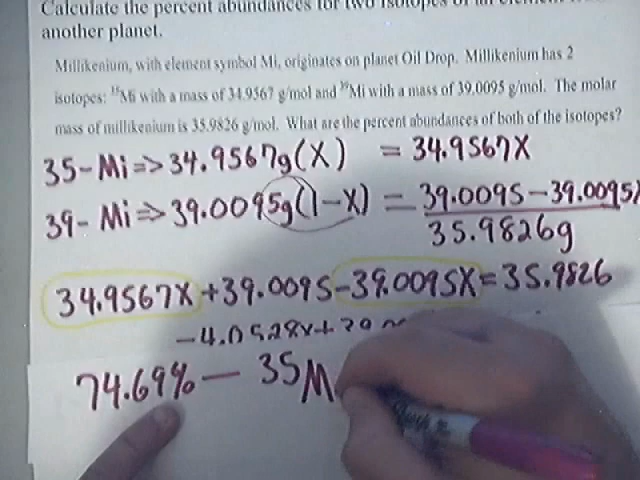 Calculate the percent abundances for two isotopes of an element
another planet.
Millikenium, with element symbol Mi, originates on planet Oil Drop. Millikenium has 2
isotopes: ³⁵Mi with a mass of 34.9567 g/mol and ³⁹Mi with a mass of 39.0095 g/mol. The molar
mass of millikenium is 35.9826 g/mol. What are the percent abundances of both of the isotopes?
35-Mi => 34.9567g(X) = 34.9567X
39-Mi => 39.0095g(1-X) = 39.0095-39.0095X
35.9826g
34.9567X+39.0095-39.0095X=35.9826
-4.0528x+39.00
74.69% - 35M